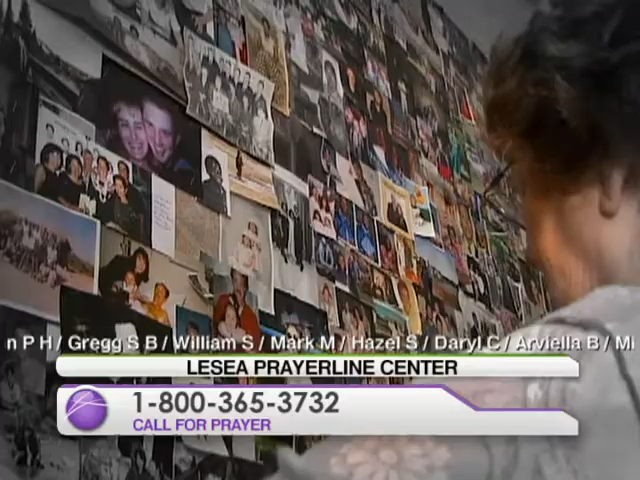 n P H / Gregg S B / William S / Mark M / Hazel S / Daryl C / Arviella B / Mi
LESEA PRAYERLINE CENTER
1-800-365-3732
CALL FOR PRAYER